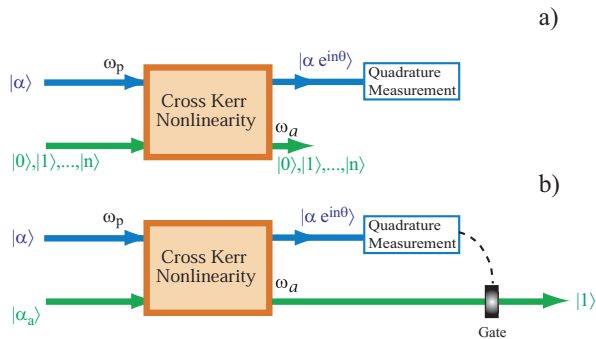 a)
ω_p
|α⟩
|α e^{inθ}⟩
Quadrature
Measurement
Cross Kerr
Nonlinearity
ω_a
|0⟩,|1⟩,...,|n⟩
|0⟩,|1⟩,...,|n⟩
b)
ω_p
|α⟩
|α e^{inθ}⟩
Quadrature
Measurement
Cross Kerr
Nonlinearity
ω_a
|α_a⟩
|1⟩
Gate